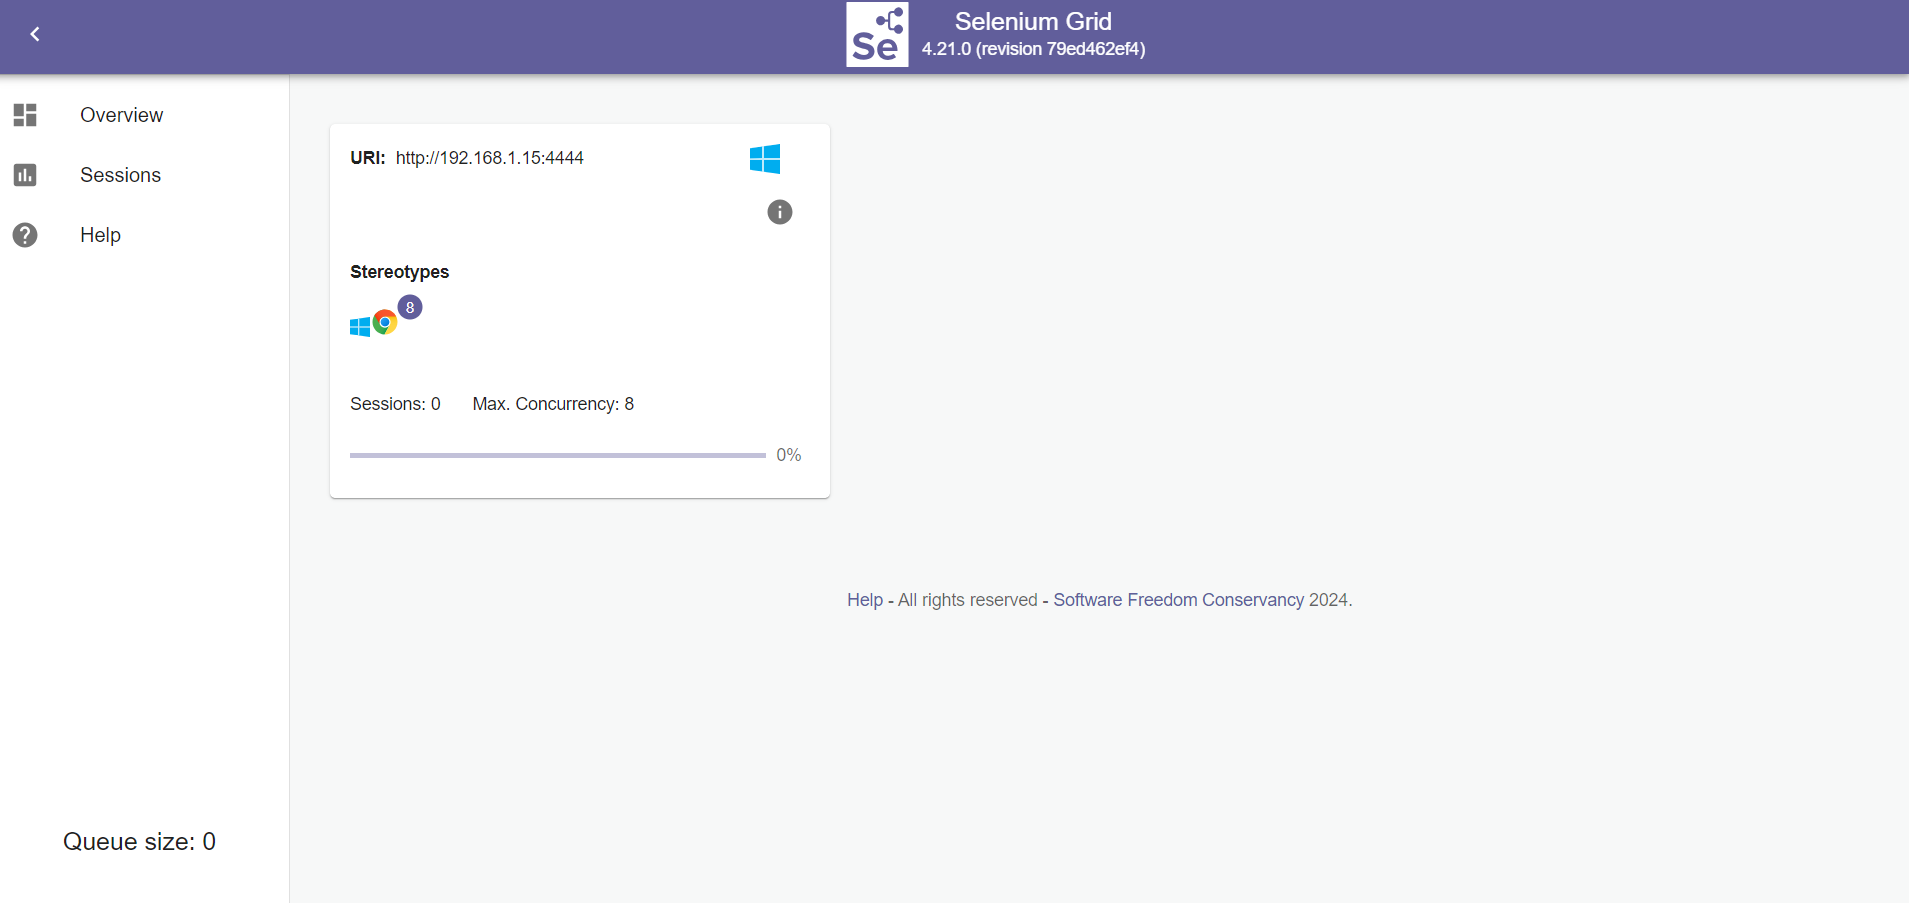 Se
Selenium Grid
4.21.0 (revision 79ed462ef4)
Overview
Sessions
Help
URI: http://192.168.1.15:4444
Stereotypes
8
Sessions: 0 Max. Concurrency: 8
0%
Help - All rights reserved - Software Freedom Conservancy 2024.
Queue size: 0